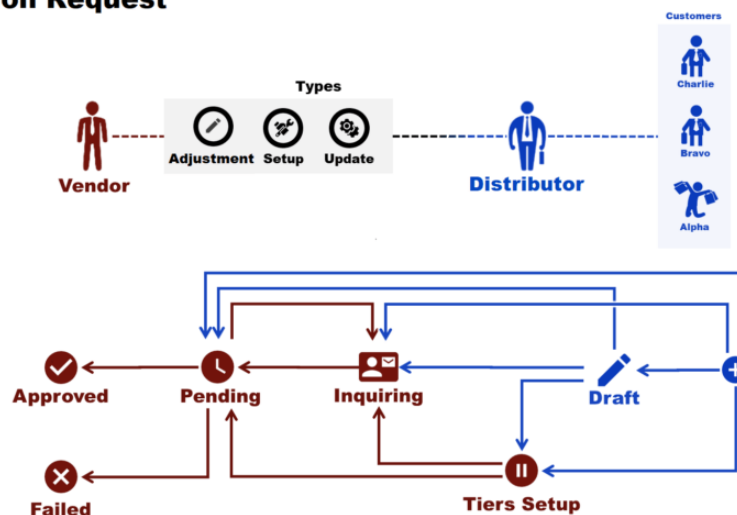 on Request
Customers
Charlie
Types
Adjustment Setup Update
Bravo
Vendor
Distributor
Alpha
Approved Pending Inquiring Draft
Failed
Tiers Setup